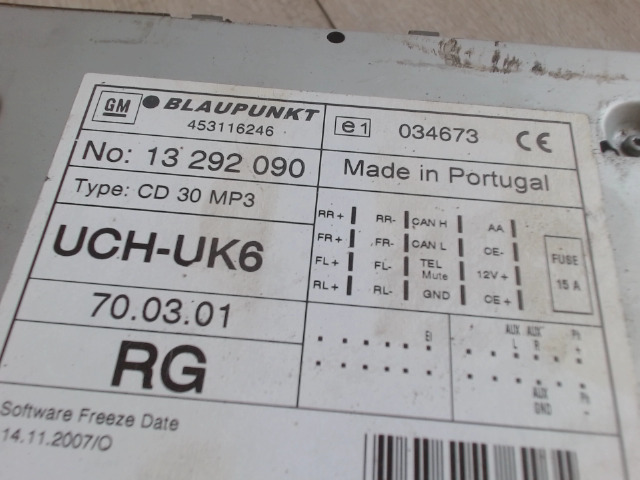 GM BLAUPUNKT
453116246
e1 034673 CE
No: 13 292 090
Made in Portugal
Type: CD 30 MP3
UCH-UK6
70.03.01
RG
RR+ RR- CAN H AA
FR+ FR- CAN L CE-
FL+ FL- TEL Mute 12V+
RL+ RL- GND CE+
FUSE
15 A
AUX AUX
L R +
AUX
GND -
Software Freeze Date
14.11.2007/O